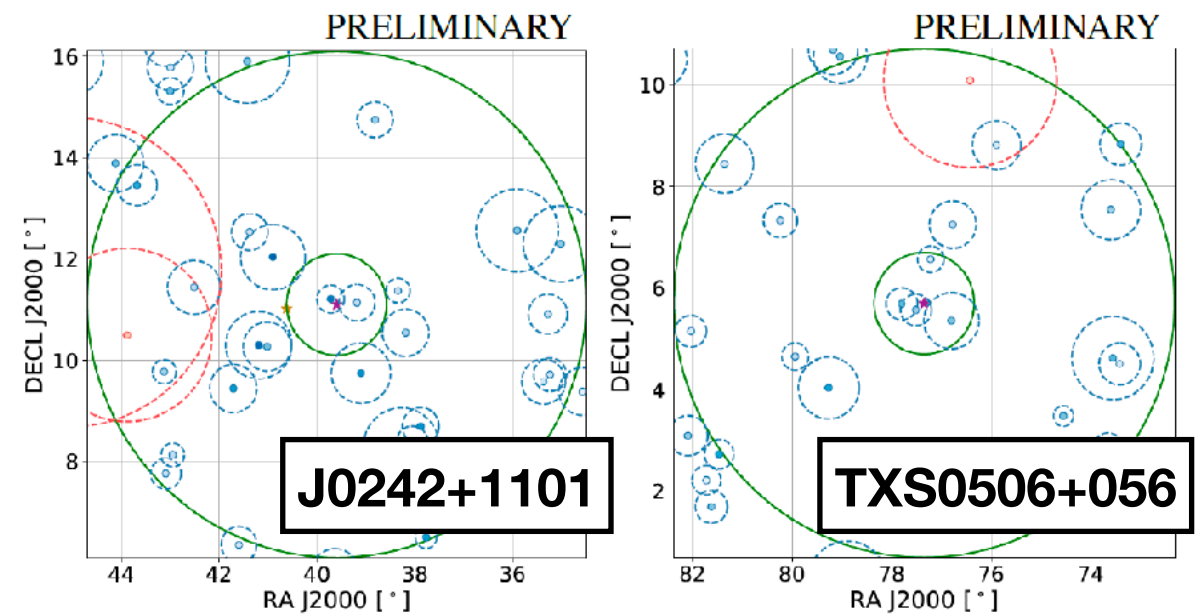 PRELIMINARY
16
14
12
10
8
DECL J2000 [°]
44
42
40
38
36
RA J2000 [°]
J0242+1101
PRELIMINARY
10
8
6
4
2
DECL J2000 [°]
82
80
78
76
74
RA J2000 [°]
TXS0506+056